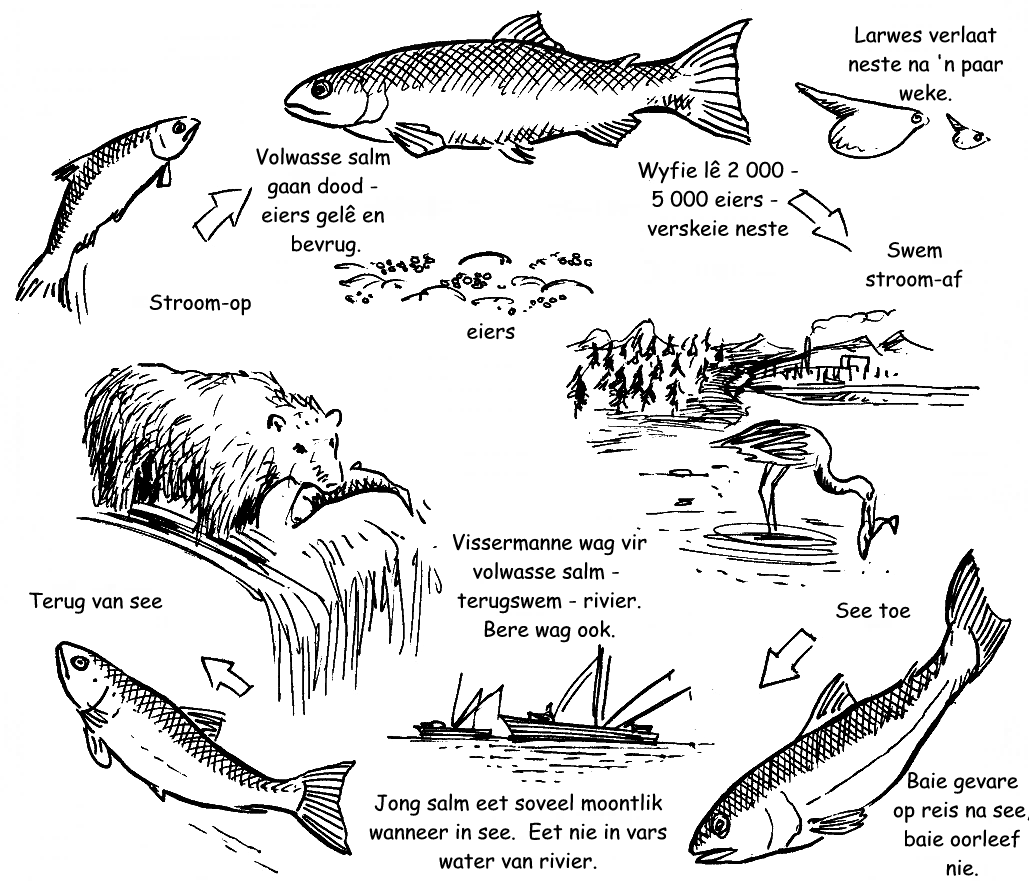 Larwes verlaat
neste na 'n paar
weke.
Volwasse salm
gaan dood -
eiers gelê en
bevrug.
Wyfie lê 2 000 -
5 000 eiers -
verskeie neste
Swem
stroom-af
Stroom-op
eiers
Vissermanne wag vir
volwasse salm -
terugswem - rivier.
Bere wag ook.
Terug van see
See toe
Jong salm eet soveel moontlik
wanneer in see. Eet nie in vars
water van rivier.
Baie gevare
op reis na see,
baie oorleef
nie.